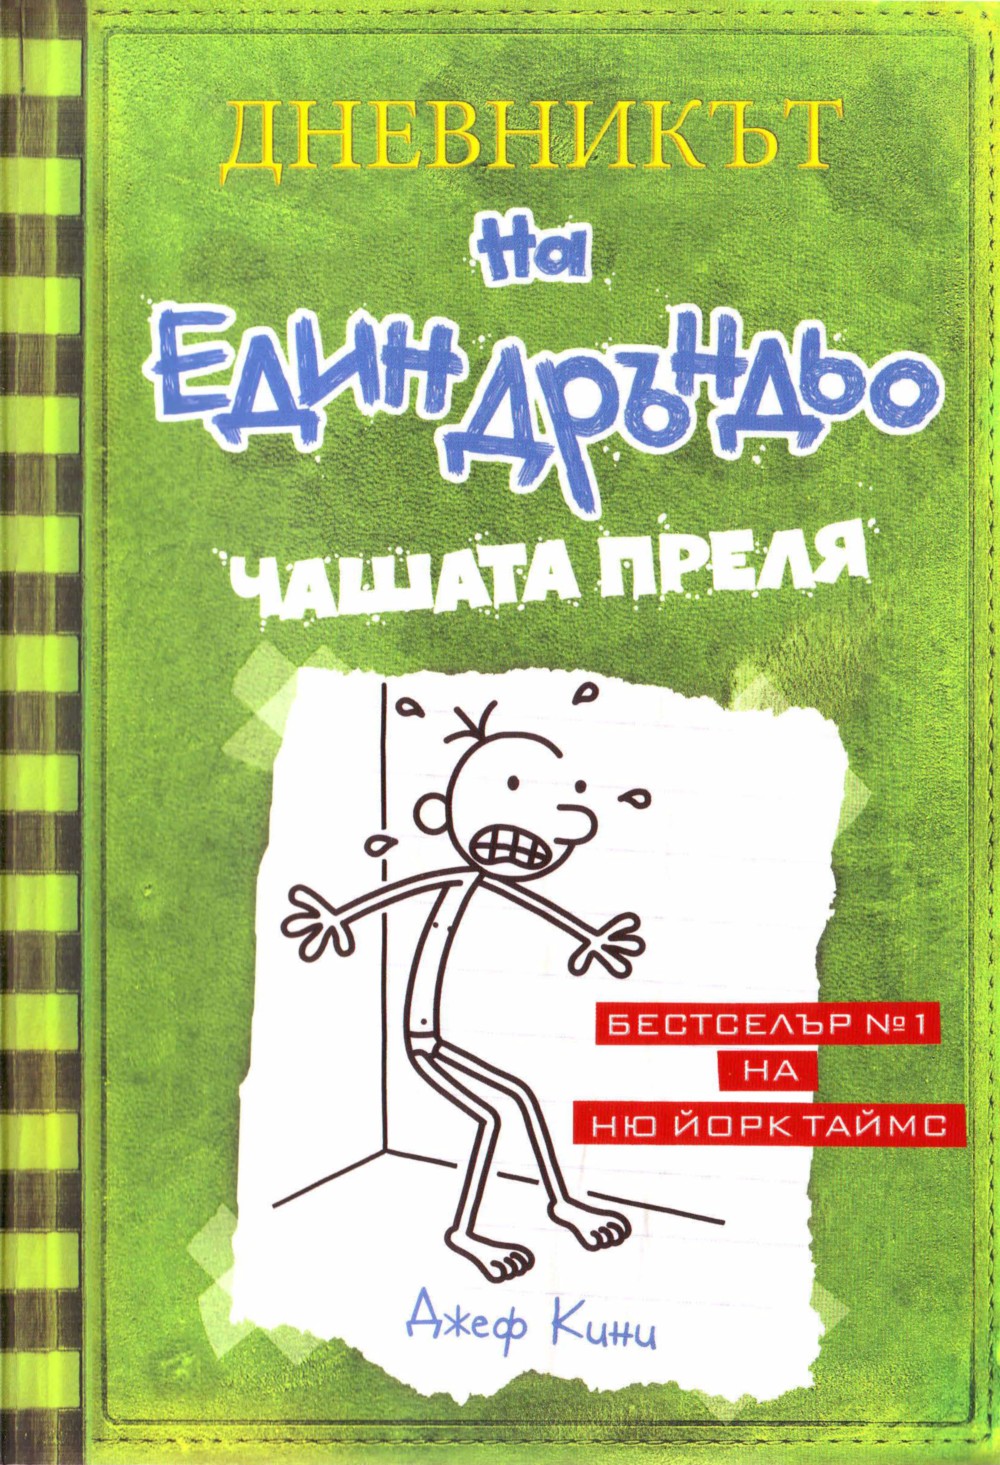 ДНЕВНИКЪТ
на
ЕДИН ДРЪНДЬО
ЧАШАТА ПРЕЛЯ
БЕСТСЕЛЪР №1
НА
НЮ ЙОРК ТАЙМС
Джеф Кини